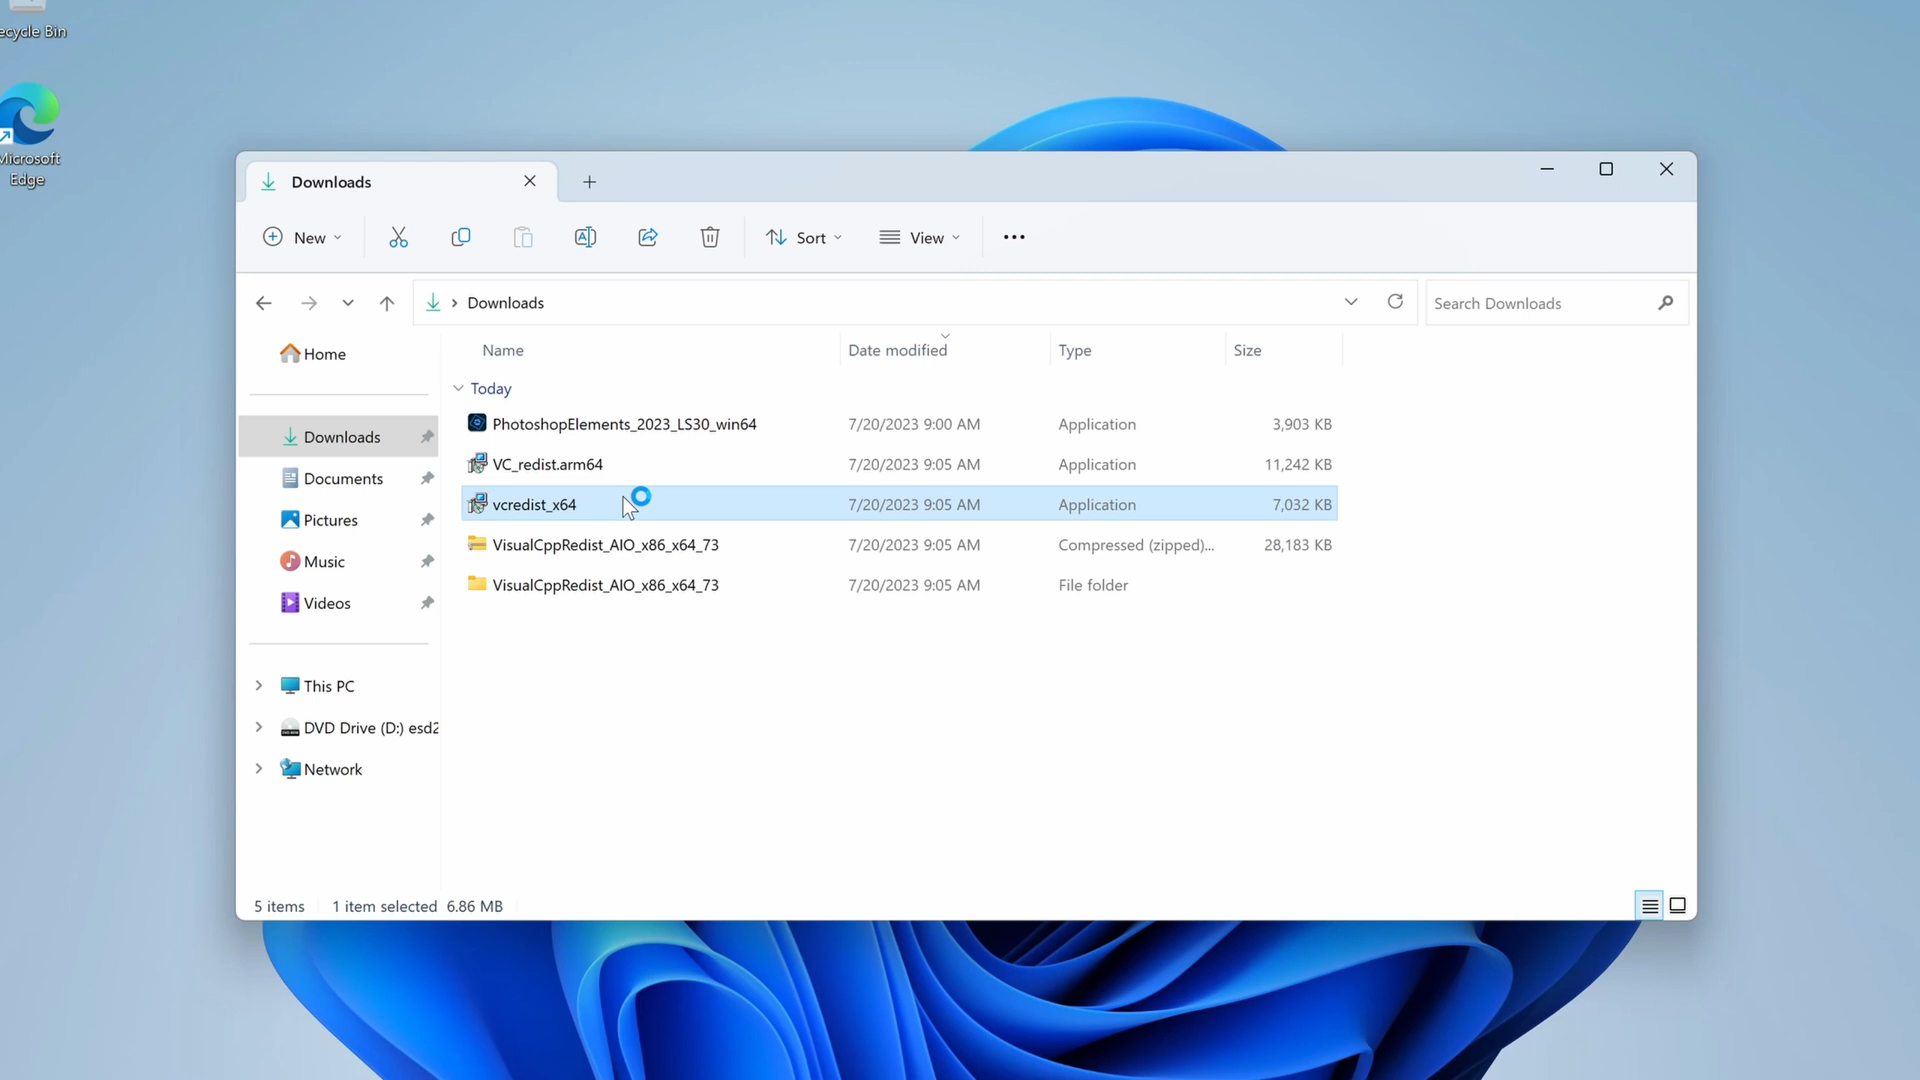 ecycle Bin
Microsoft
Edge
Downloads
New
Sort
View
Downloads
Search Downloads
Home
Downloads
Documents
Pictures
Music
Videos
This PC
DVD Drive (D:) esd2
Network
Name Date modified Type Size
Today
PhotoshopElements_2023_LS30_win64 7/20/2023 9:00 AM Application 3,903 KB
VC_redist.arm64 7/20/2023 9:05 AM Application 11,242 KB
vcredist_x64 7/20/2023 9:05 AM Application 7,032 KB
VisualCppRedist_AIO_x86_x64_73 7/20/2023 9:05 AM Compressed (zipped)... 28,183 KB
VisualCppRedist_AIO_x86_x64_73 7/20/2023 9:05 AM File folder
5 items 1 item selected 6.86 MB